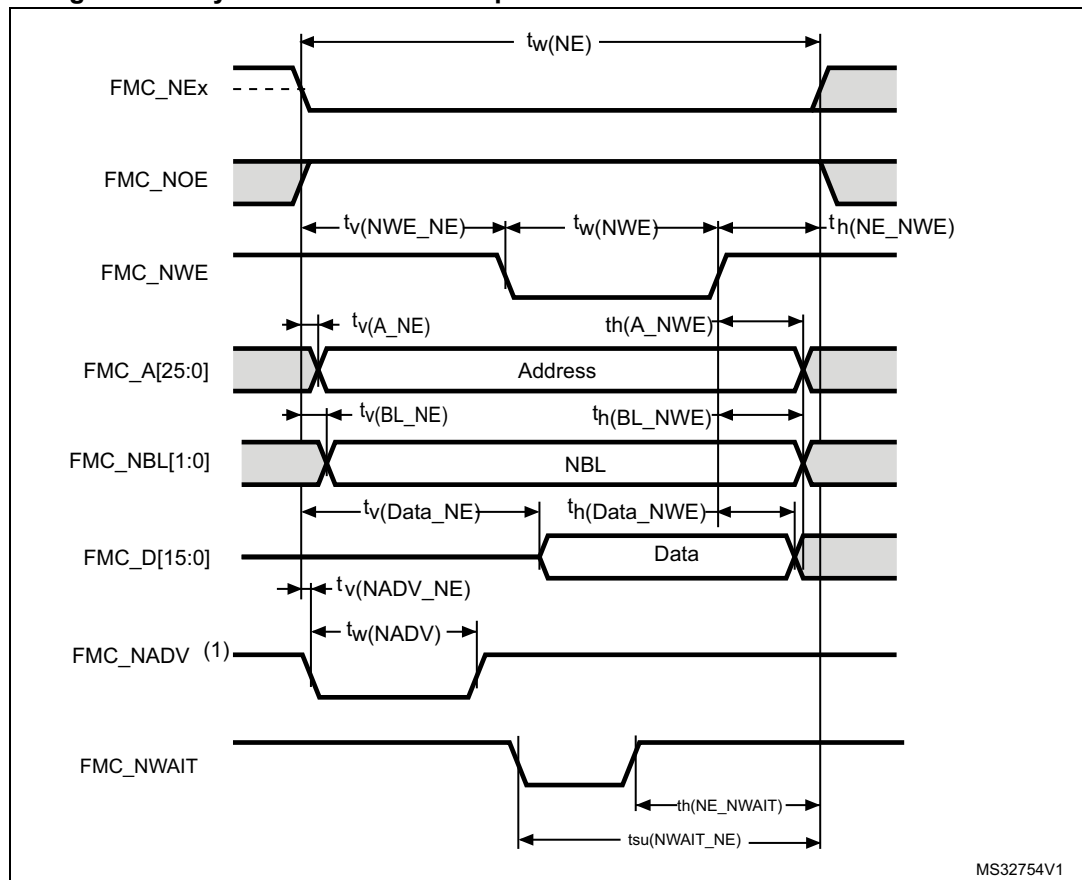 tw(NE)
FMC_NEx
FMC_NOE
tv(NWE_NE) tw(NWE) th(NE_NWE)
FMC_NWE
tv(A_NE) th(A_NWE)
FMC_A[25:0] Address
tv(BL_NE) th(BL_NWE)
FMC_NBL[1:0] NBL
tv(Data_NE) th(Data_NWE)
FMC_D[15:0] Data
tv(NADV_NE)
tw(NADV)
FMC_NADV (1)
FMC_NWAIT
th(NE_NWAIT)
tsu(NWAIT_NE)
MS32754V1